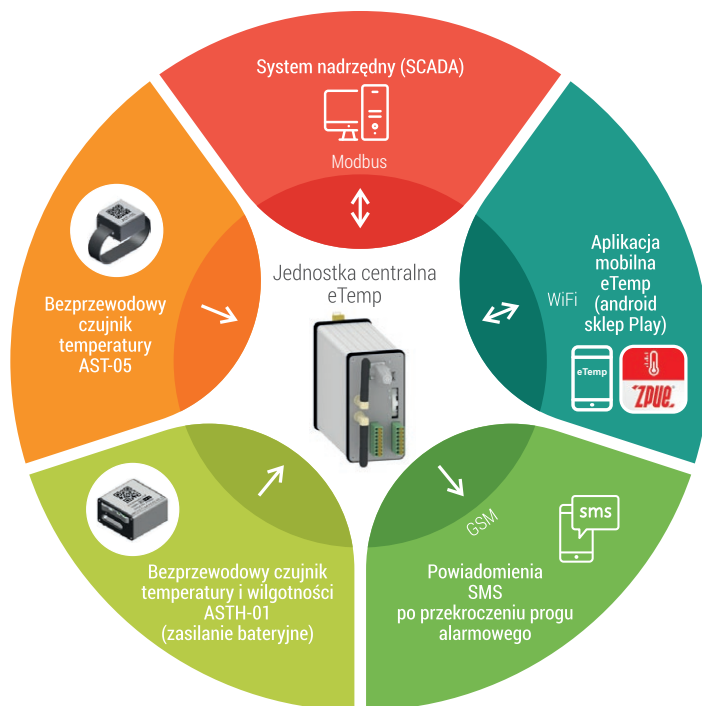 System nadrzędny (SCADA)
Modbus
Aplikacja
mobilna
eTemp
(android
sklep Play)
WiFi
eTemp
ZPUE
Jednostka centralna
eTemp
Bezprzewodowy
czujnik
temperatury
AST-05
Bezprzewodowy czujnik
temperatury i wilgotności
ASTH-01
(zasilanie bateryjne)
GSM
sms
Powiadomienia
SMS
po przekroczeniu progu
alarmowego